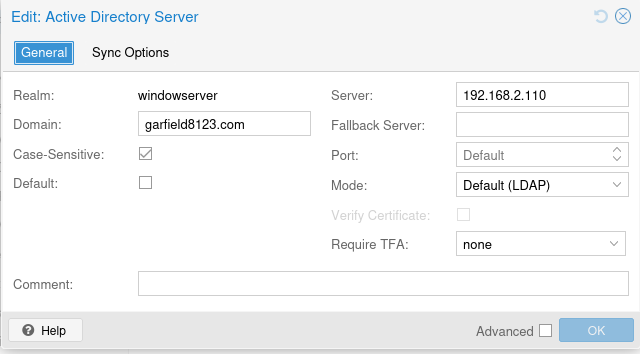 Edit: Active Directory Server
General Sync Options
Realm: windowserver
Domain: garfield8123.com
Case-Sensitive:
Default:
Server: 192.168.2.110
Fallback Server:
Port: Default
Mode: Default (LDAP)
Verify Certificate:
Require TFA: none
Comment:
Help Advanced OK